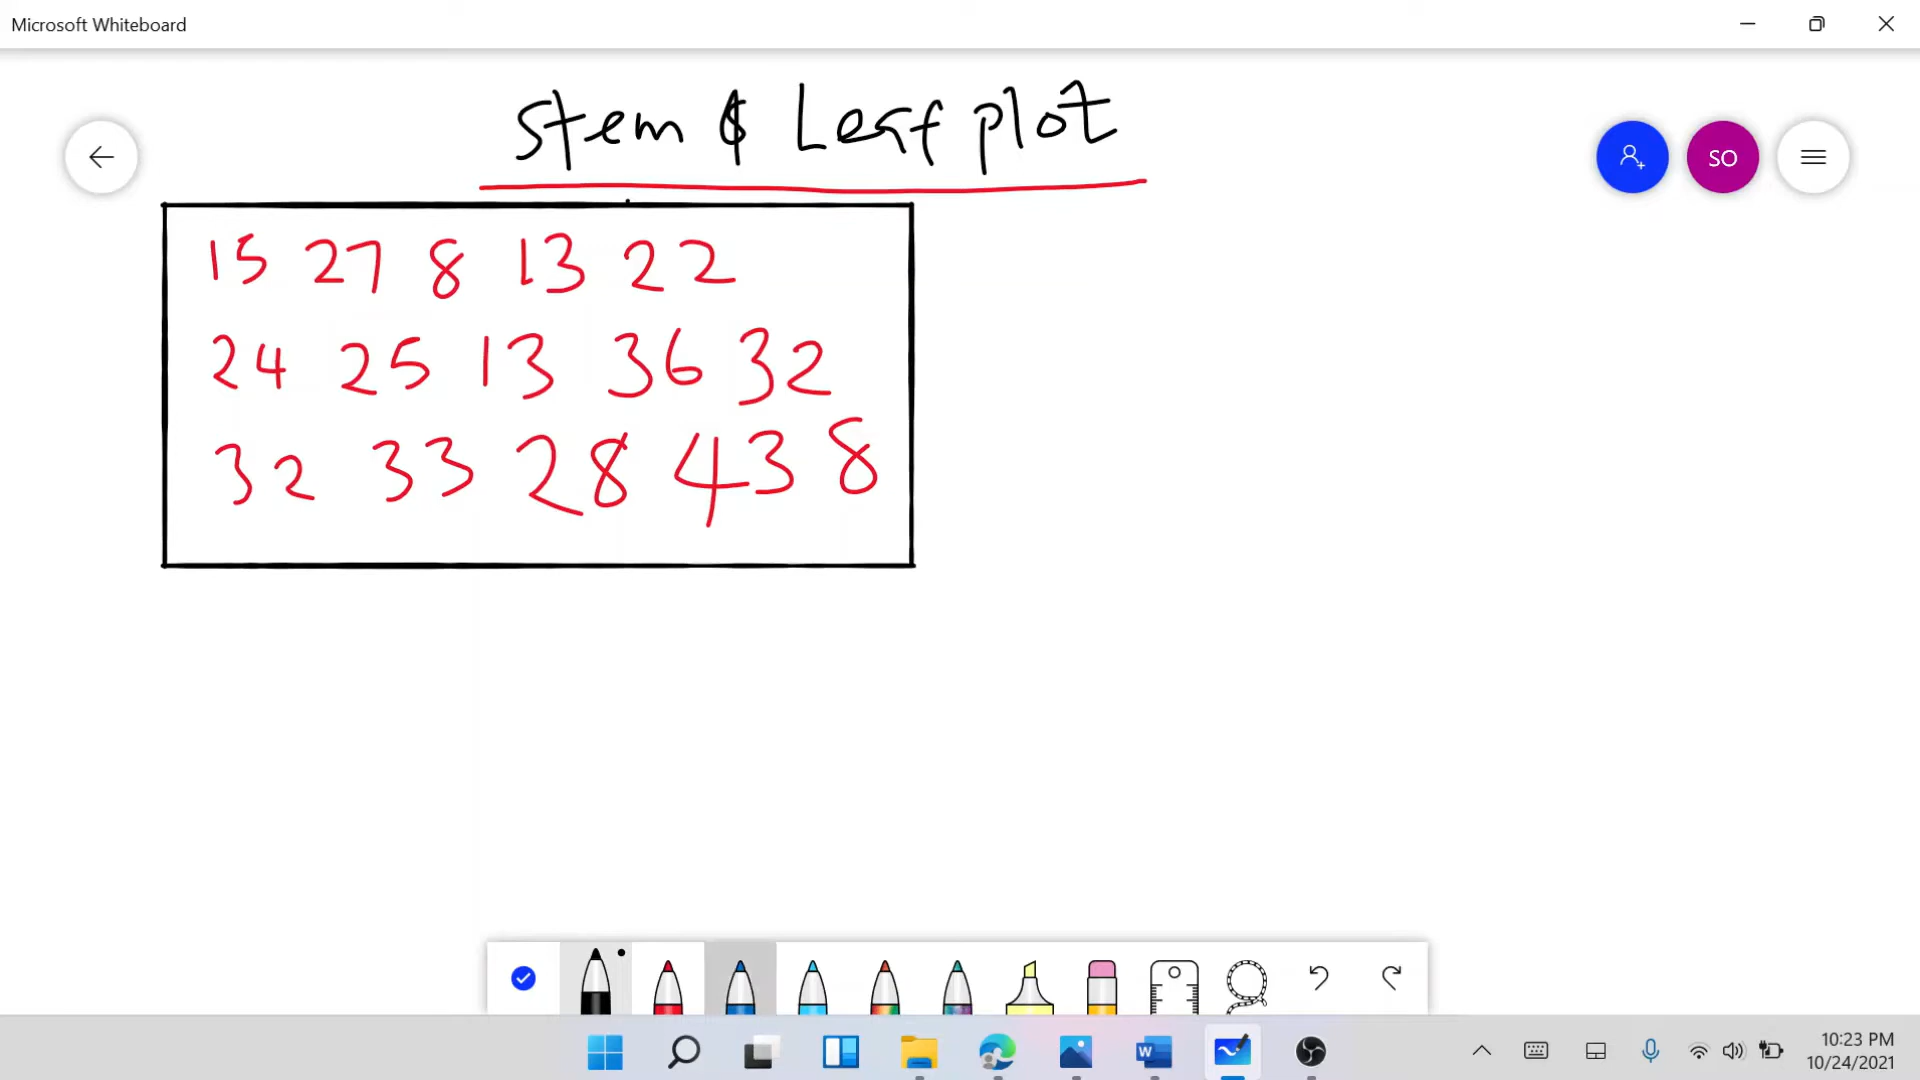 Microsoft Whiteboard
Stem & Leaf plot
SO
15 27 8 13 22
24 25 13 36 32
32 33 28 43 8
10:23 PM
10/24/2021